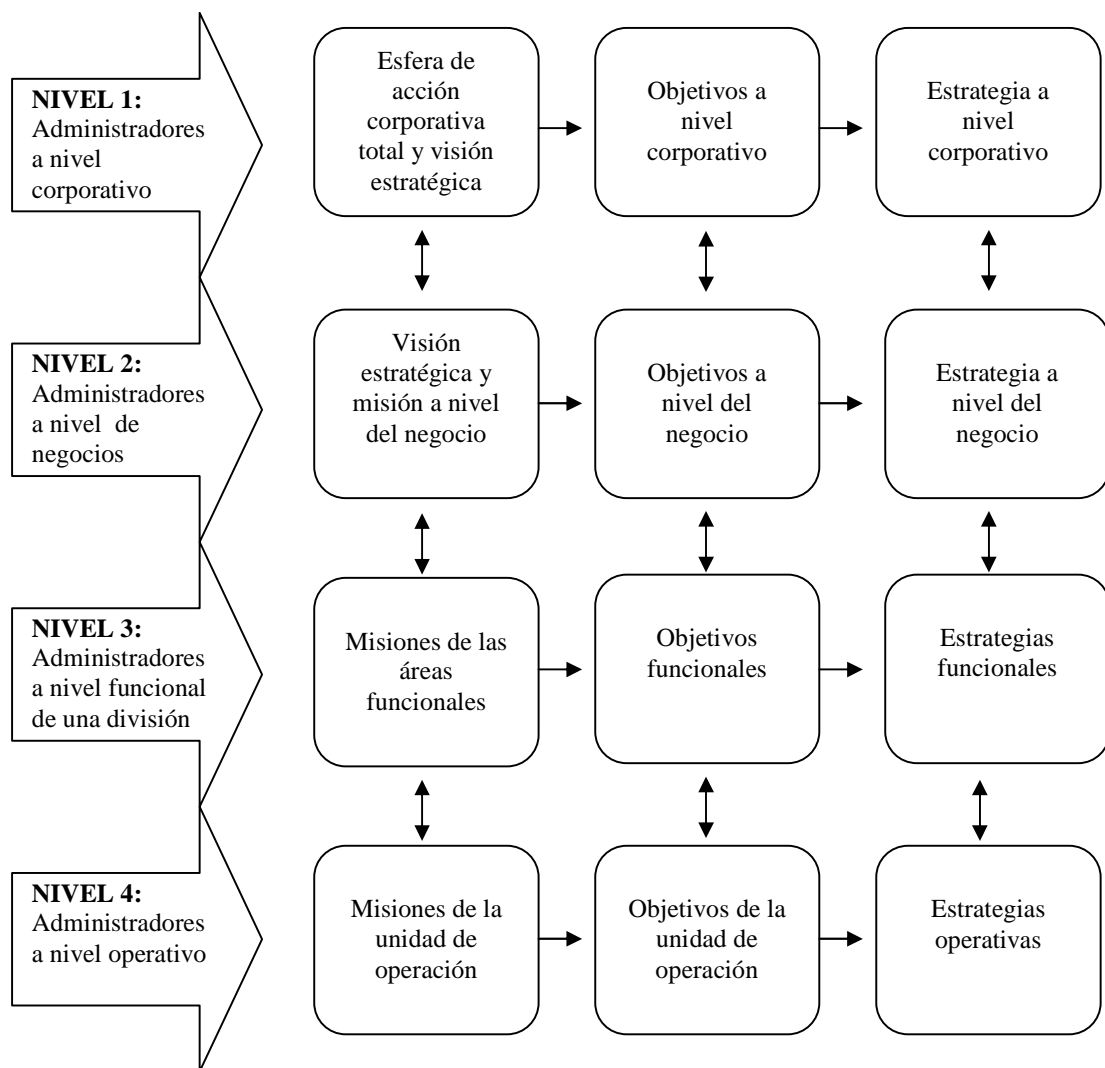 NIVEL 1:
Administradores
a nivel
corporativo
Esfera de
acción
corporativa
total y visión
estratégica
Objetivos a
nivel
corporativo
Estrategia a
nivel
corporativo
NIVEL 2:
Administradores
a nivel de
negocios
Visión
estratégica y
misión a nivel
del negocio
Objetivos a
nivel del
negocio
Estrategia a
nivel del
negocio
NIVEL 3:
Administradores
a nivel funcional
de una división
Misiones de las
áreas
funcionales
Objetivos
funcionales
Estrategias
funcionales
NIVEL 4:
Administradores
a nivel operativo
Misiones de la
unidad de
operación
Objetivos de la
unidad de
operación
Estrategias
operativas